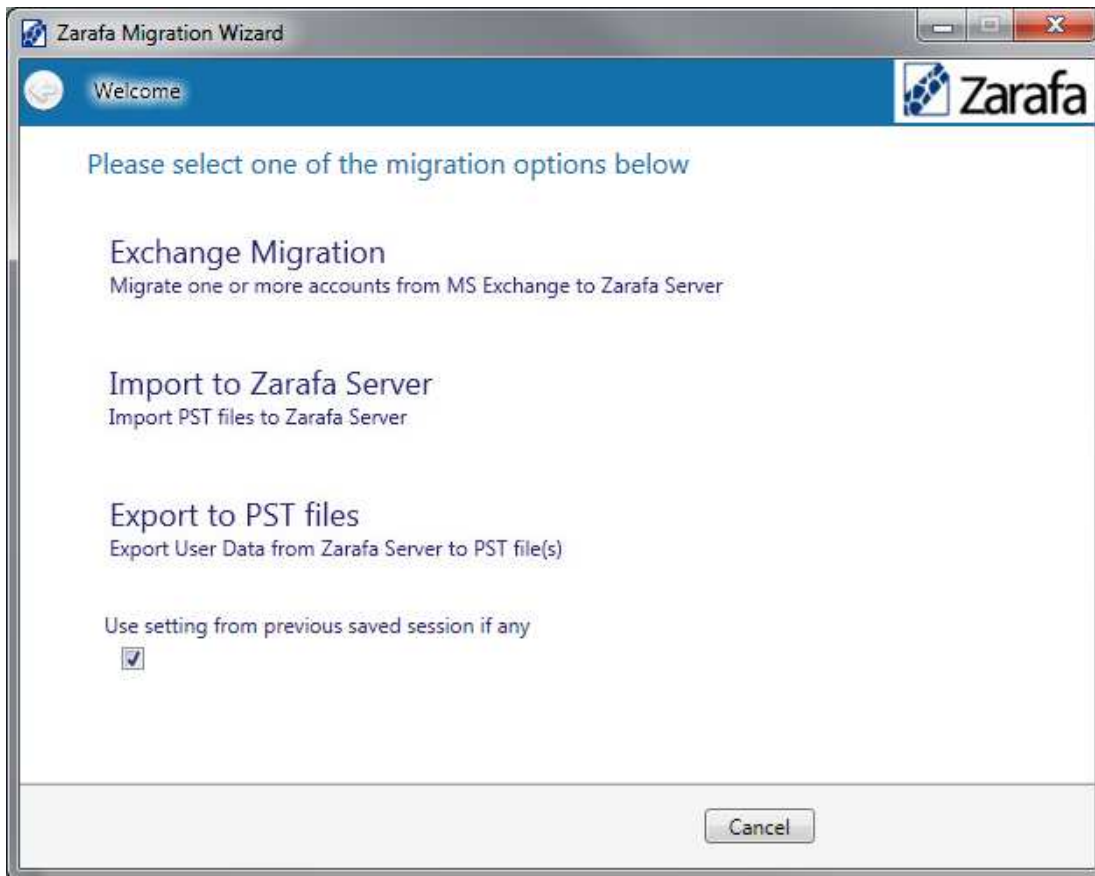 Zarafa Migration Wizard
Welcome
Zarafa
Please select one of the migration options below
Exchange Migration
Migrate one or more accounts from MS Exchange to Zarafa Server
Import to Zarafa Server
Import PST files to Zarafa Server
Export to PST files
Export User Data from Zarafa Server to PST file(s)
Use setting from previous saved session if any
Cancel